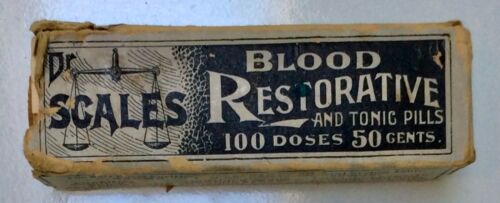 Dr.
SCALES
BLOOD
RESTORATIVE
AND TONIC PILLS
100 DOSES 50 CENTS.